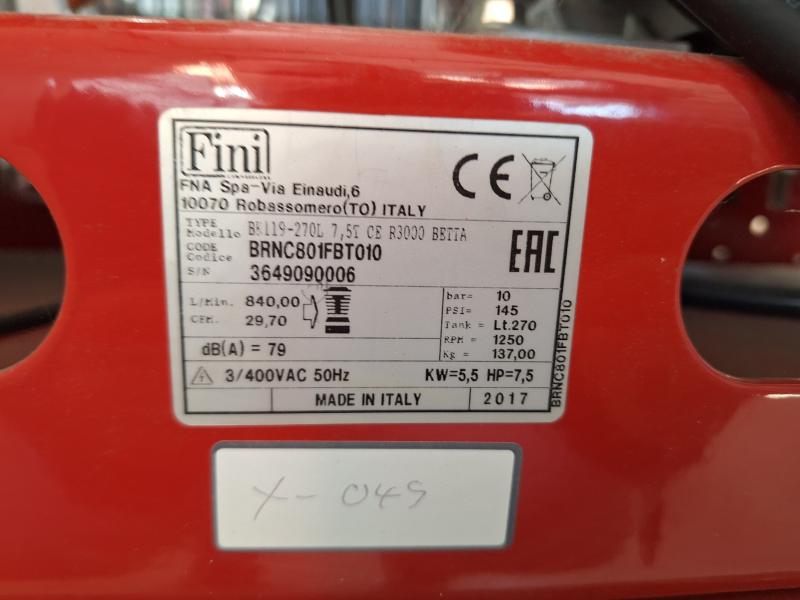 Fini
FNA Spa-Via Einaudi,6
10070 Robassomero(TO) ITALY
CE
TYPE
Modello BK119-270L 7,5T CE R3000 BETTA
CODE
Codice BRNC801FBT010
S/N 3649090006
EAC
L/Min. 840,00
CFM. 29,70
bar= 10
PSI= 145
Tank = Lt.270
RPM = 1250
Kg = 137,00
dB(A) = 79
3/400VAC 50Hz KW=5,5 HP=7,5
MADE IN ITALY 2017
BRNC801FBT010
X-049